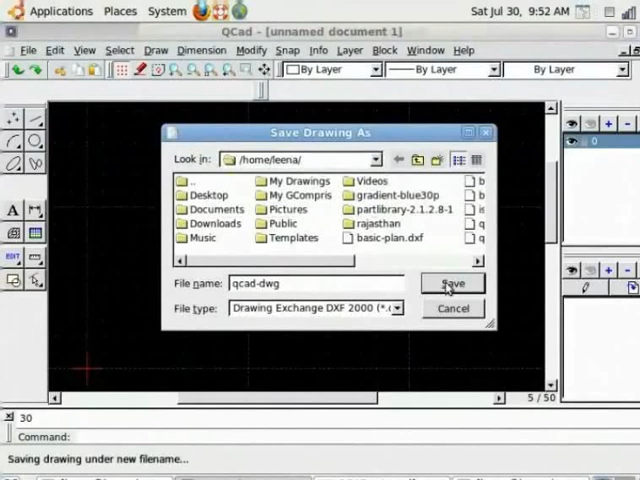 Applications Places System Sat Jul 30, 9:52 AM
QCad - [unnamed document 1]
File Edit View Select Draw Dimension Modify Snap Info Layer Block Window Help
By Layer By Layer By Layer
Save Drawing As
Look in: /home/leena/
.. My Drawings Videos b
Desktop My GCompris gradient-blue30p b
Documents Pictures partlibrary-2.1.2.8-1 is
Downloads Public rajasthan q
Music Templates basic-plan.dxf q
File name: qcad-dwg Save
File type: Drawing Exchange DXF 2000 (*.d Cancel
0
A
EDIT
5 / 50
30
Command:
Saving drawing under new filename...